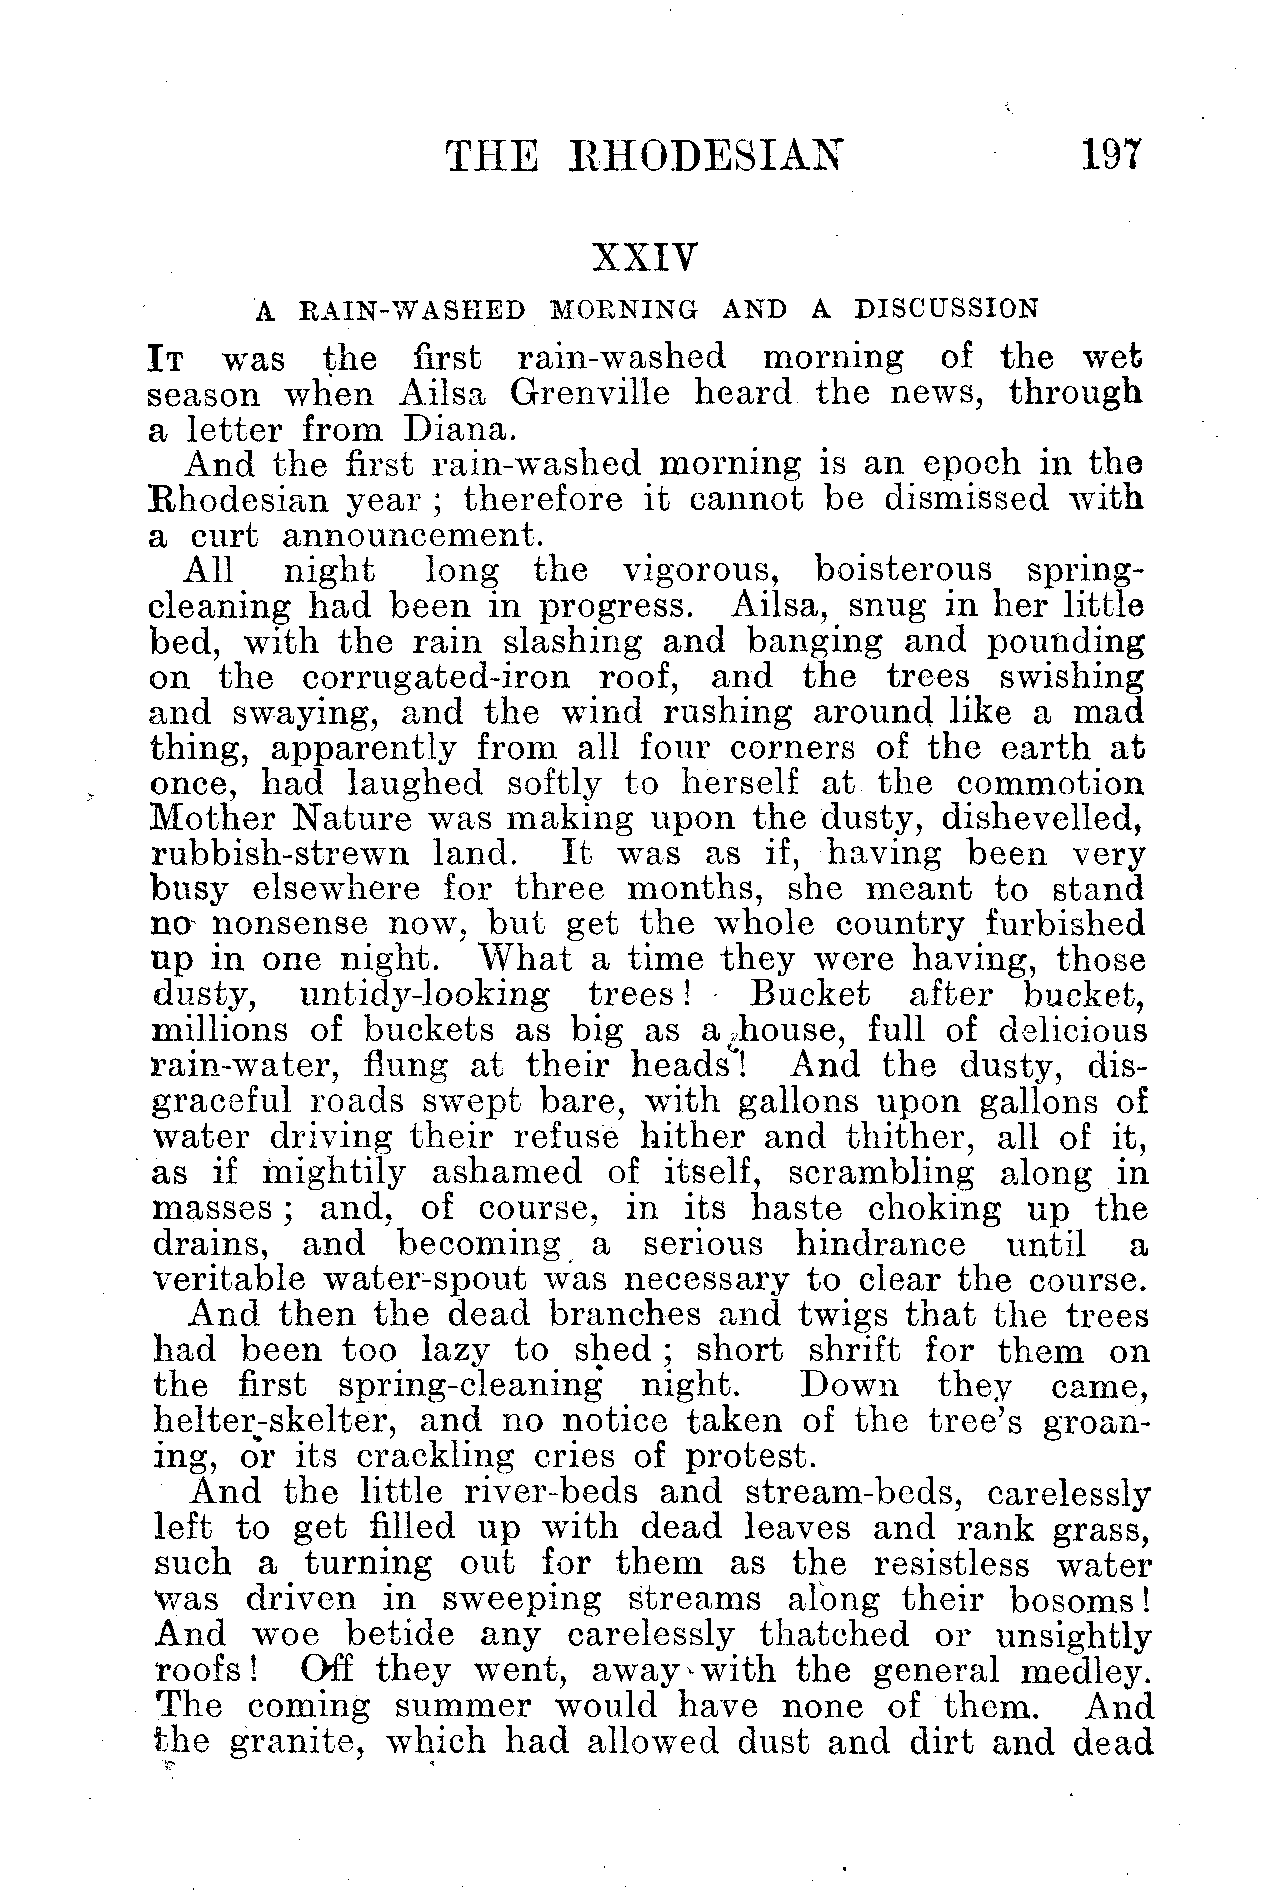 THE RHODESIAN 197
XXIV
A RAIN-WASHED MORNING AND A DISCUSSION
IT was the first rain-washed morning of the wet
season when Ailsa Grenville heard the news, through
a letter from Diana.
And the first rain-washed morning is an epoch in the
Rhodesian year ; therefore it cannot be dismissed with
a curt announcement.
All night long the vigorous, boisterous spring-
cleaning had been in progress. Ailsa, snug in her little
bed, with the rain slashing and banging and pounding
on the corrugated-iron roof, and the trees swishing
and swaying, and the wind rushing around like a mad
thing, apparently from all four corners of the earth at
once, had laughed softly to herself at the commotion
Mother Nature was making upon the dusty, dishevelled,
rubbish-strewn land. It was as if, having been very
busy elsewhere for three months, she meant to stand
no nonsense now, but get the whole country furbished
up in one night. What a time they were having, those
dusty, untidy-looking trees ! Bucket after bucket,
millions of buckets as big as a house, full of delicious
rain-water, flung at their heads ! And the dusty, dis-
graceful roads swept bare, with gallons upon gallons of
water driving their refuse hither and thither, all of it,
as if mightily ashamed of itself, scrambling along in
masses ; and, of course, in its haste choking up the
drains, and becoming a serious hindrance until a
veritable water-spout was necessary to clear the course.
And then the dead branches and twigs that the trees
had been too lazy to shed ; short shrift for them on
the first spring-cleaning night. Down they came,
helter-skelter, and no notice taken of the tree's groan-
ing, or its crackling cries of protest.
And the little river-beds and stream-beds, carelessly
left to get filled up with dead leaves and rank grass,
such a turning out for them as the resistless water
was driven in sweeping streams along their bosoms !
And woe betide any carelessly thatched or unsightly
roofs ! Off they went, away with the general medley.
The coming summer would have none of them. And
the granite, which had allowed dust and dirt and dead